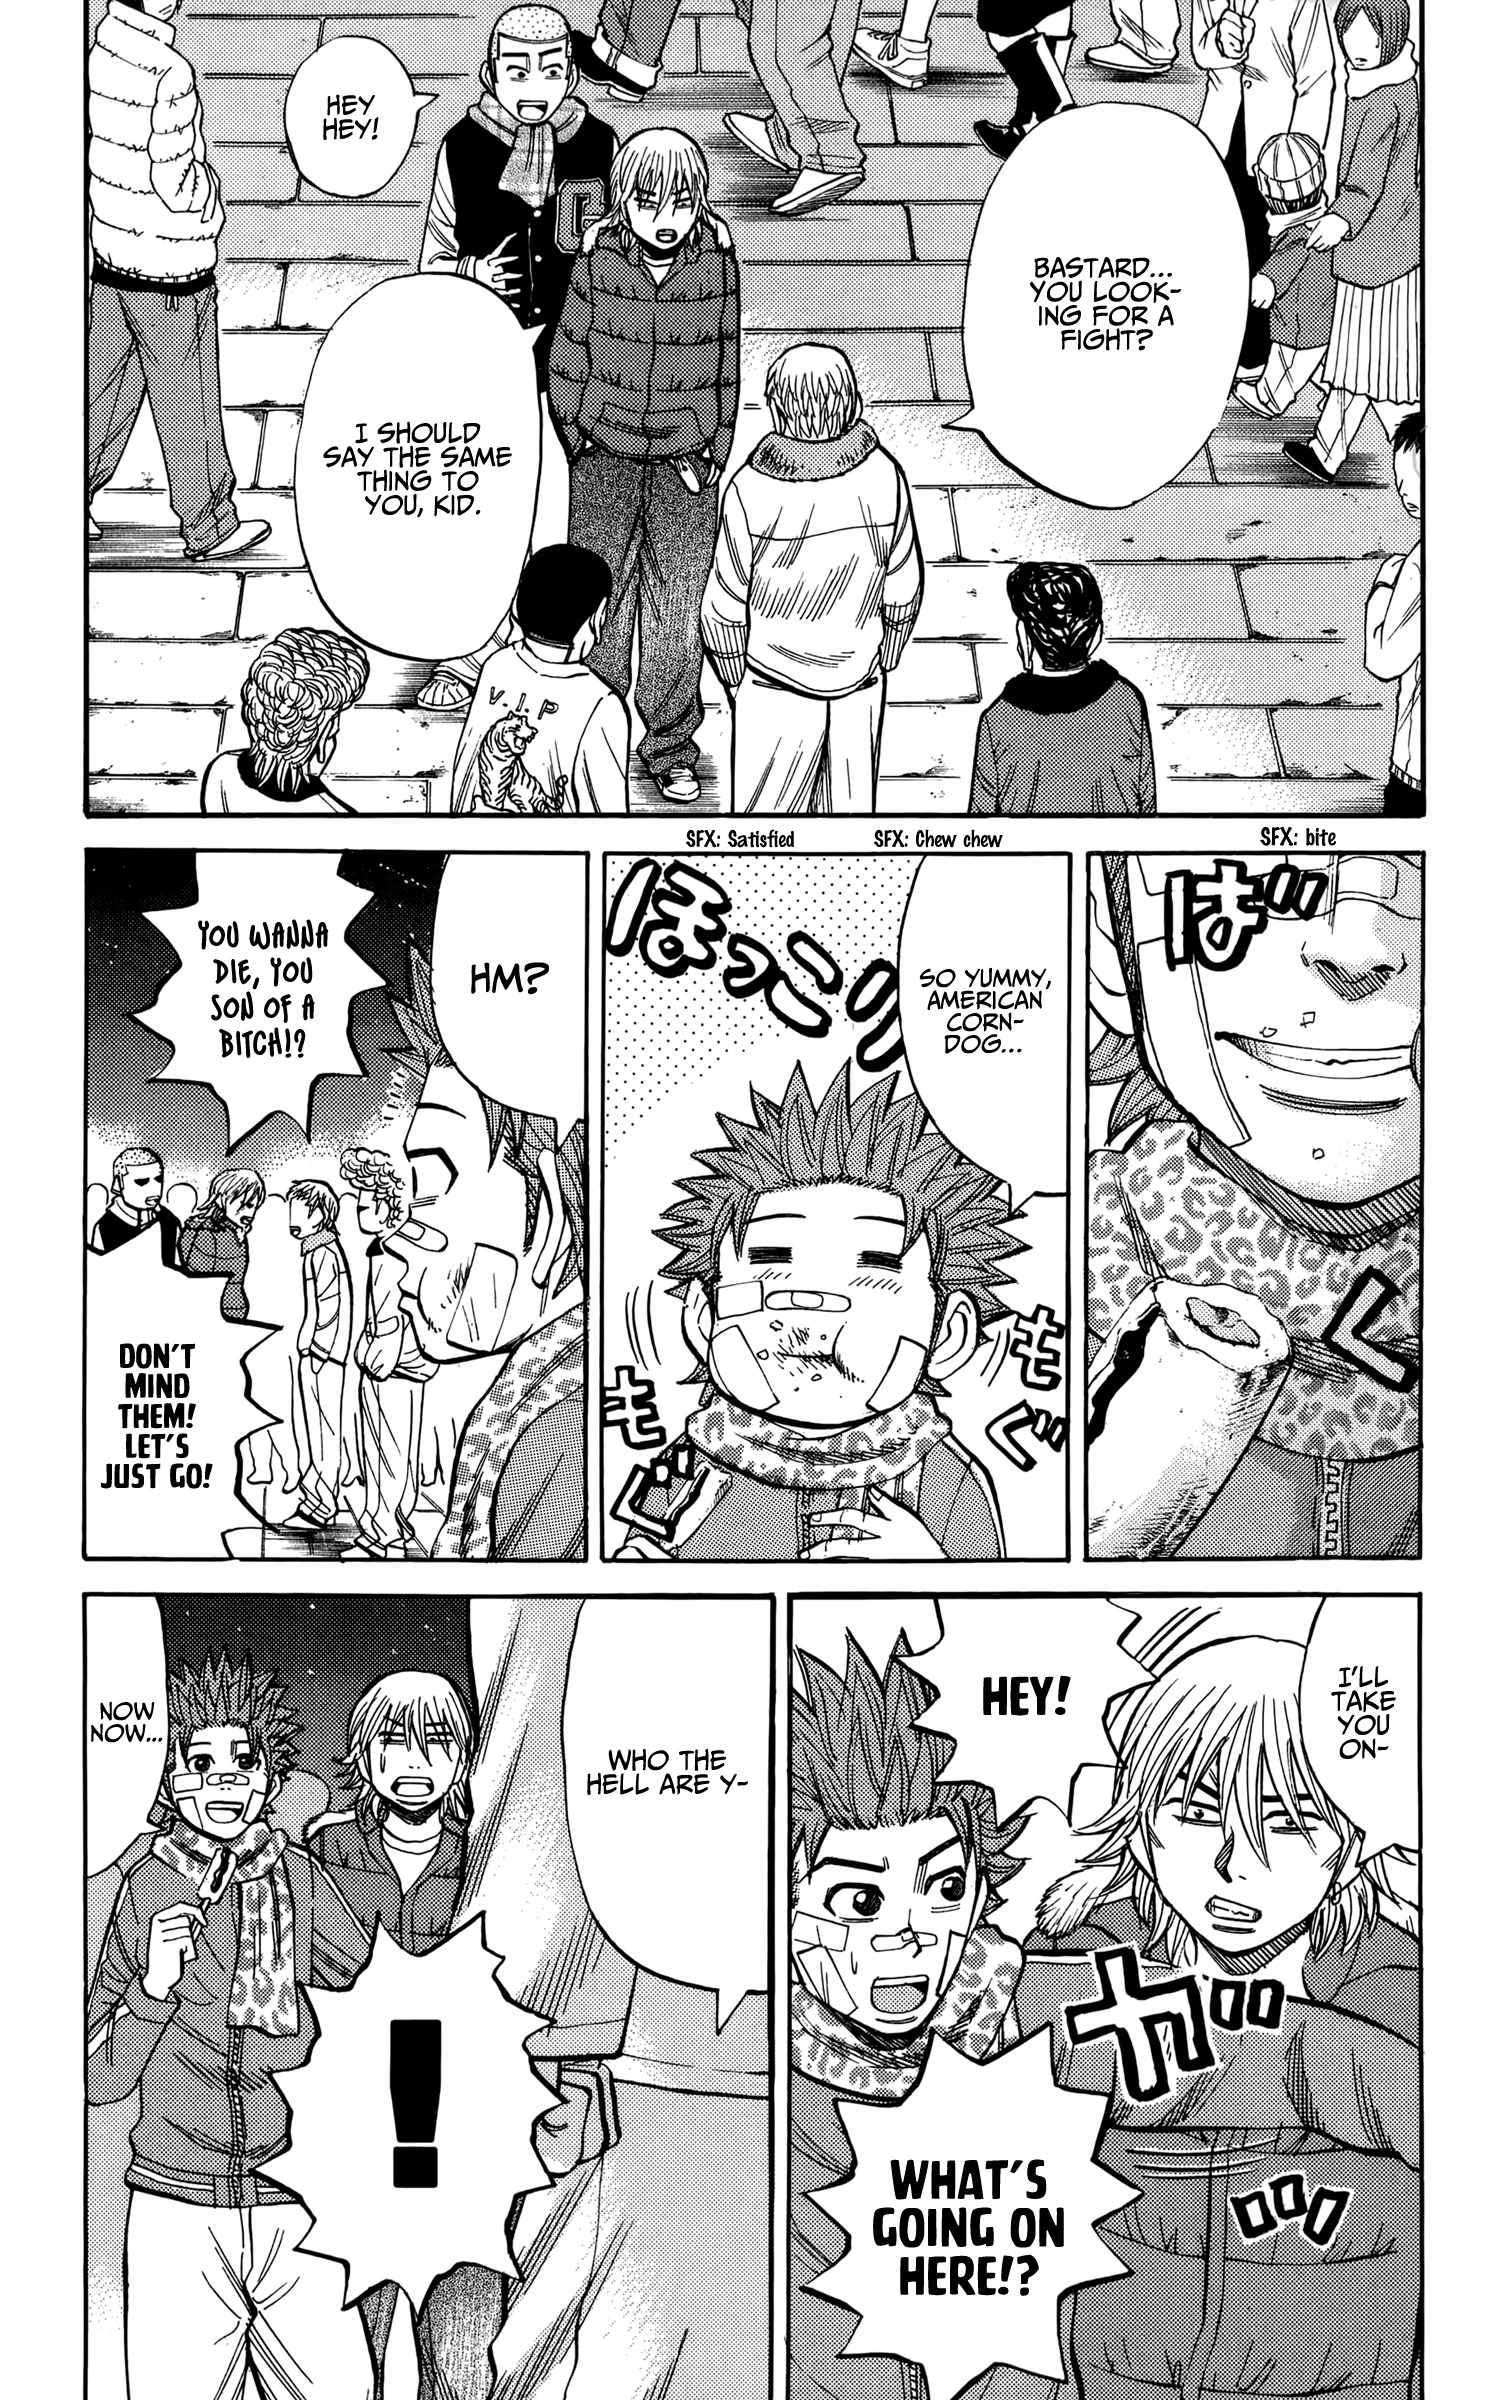 BASTARD...
YOU LOOK-
ING FOR A
FIGHT?
HEY
HEY!
I SHOULD
SAY THE SAME
THING TO
YOU, KID.
G
V.I.P
SFX: bite
ばくっ
SFX: Chew chew
SFX: Satisfied
ほっこり
SO YUMMY,
AMERICAN
CORN-
DOG...
もぐ
もぐ
HM?
YOU WANNA
DIE, YOU
SON OF A
BITCH!?
DON'T
MIND
THEM!
LET'S
JUST GO!
I'LL
TAKE
YOU
ON-
HEY!
ガ
WHAT'S
GOING ON
HERE!?
WHO THE
HELL ARE Y-
!
NOW
NOW...